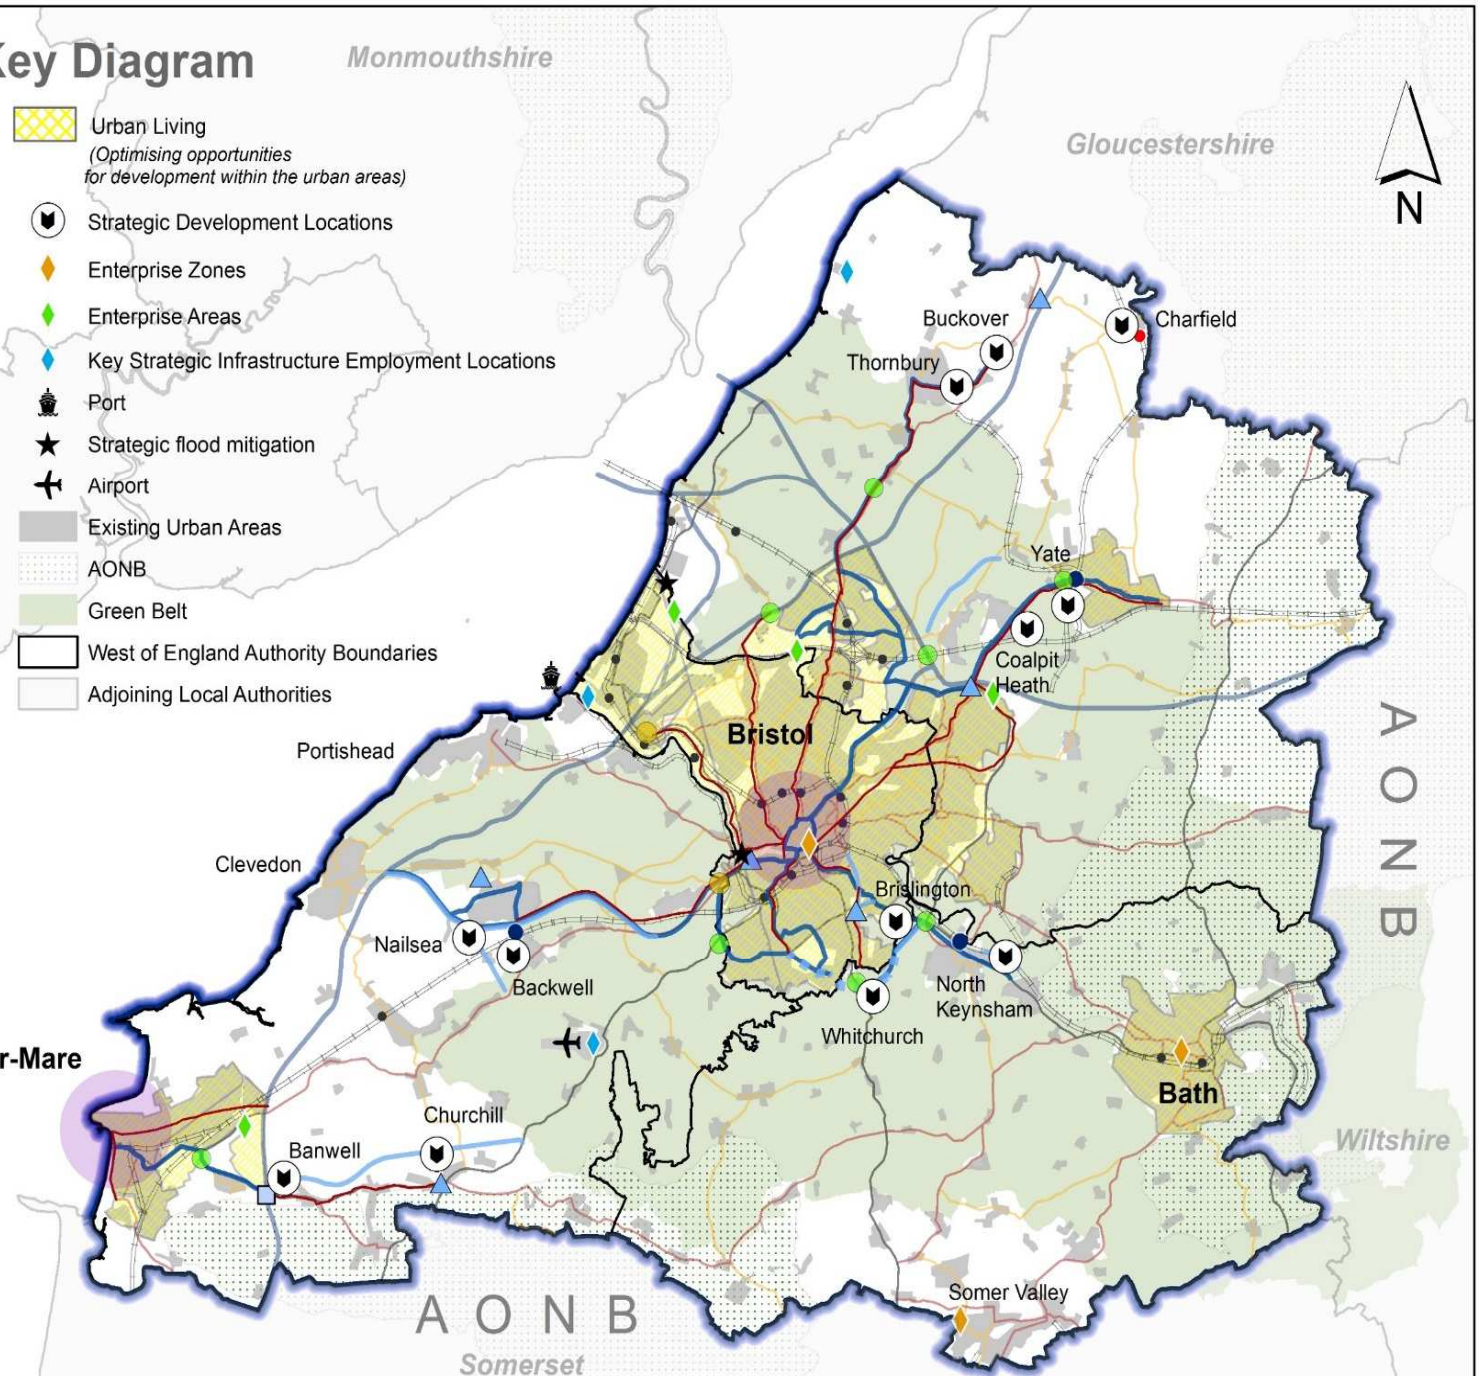 Key Diagram
Urban Living
(Optimising opportunities
for development within the urban areas)
Strategic Development Locations
Enterprise Zones
Enterprise Areas
Key Strategic Infrastructure Employment Locations
Port
Strategic flood mitigation
Airport
Existing Urban Areas
AONB
Green Belt
West of England Authority Boundaries
Adjoining Local Authorities
Monmouthshire
Gloucestershire
N
Buckover
Charfield
Thornbury
Yate
Coalpit
Heath
Bristol
Portishead
AONB
Clevedon
Brislington
Nailsea
Backwell
North
Keynsham
Whitchurch
r-Mare
Bath
Churchill
Banwell
Wiltshire
Somer Valley
AONB
Somerset